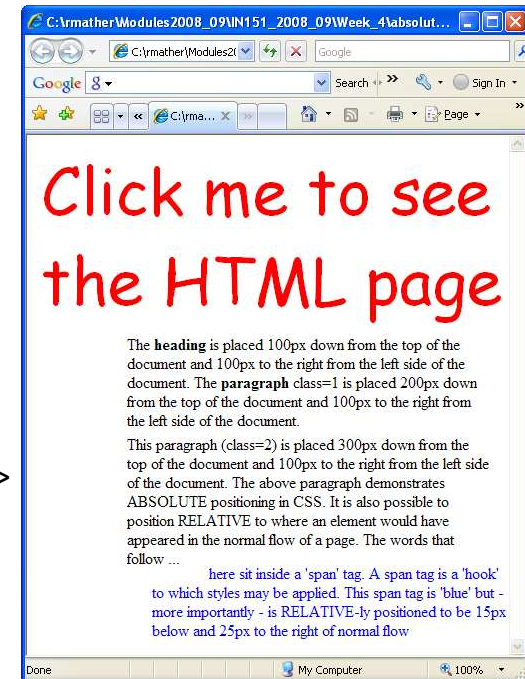 C:\rmather\Modules2008_09\IN151_2008_09\Week_4\absolut...
C:\rmather\Modules2(
Google
Google
Search
Sign In
C:\rma...
Page
Click me to see
the HTML page
The heading is placed 100px down from the top of the
document and 100px to the right from the left side of the
document. The paragraph class=1 is placed 200px down
from the top of the document and 100px to the right from
the left side of the document.
This paragraph (class=2) is placed 300px down from the
top of the document and 100px to the right from the left side
of the document. The above paragraph demonstrates
ABSOLUTE positioning in CSS. It is also possible to
position RELATIVE to where an element would have
appeared in the normal flow of a page. The words that
follow ...
here sit inside a 'span' tag. A span tag is a 'hook'
to which styles may be applied. This span tag is 'blue' but -
more importantly - is RELATIVE-ly positioned to be 15px
below and 25px to the right of normal flow
>
Done
My Computer
100%